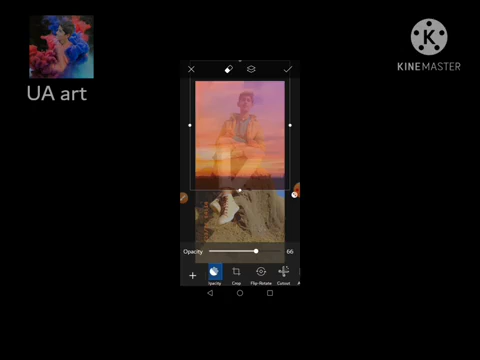 UA art
KINEMASTER
Opacity
66
Opacity
Crop
Flip-Rotate
Cutout